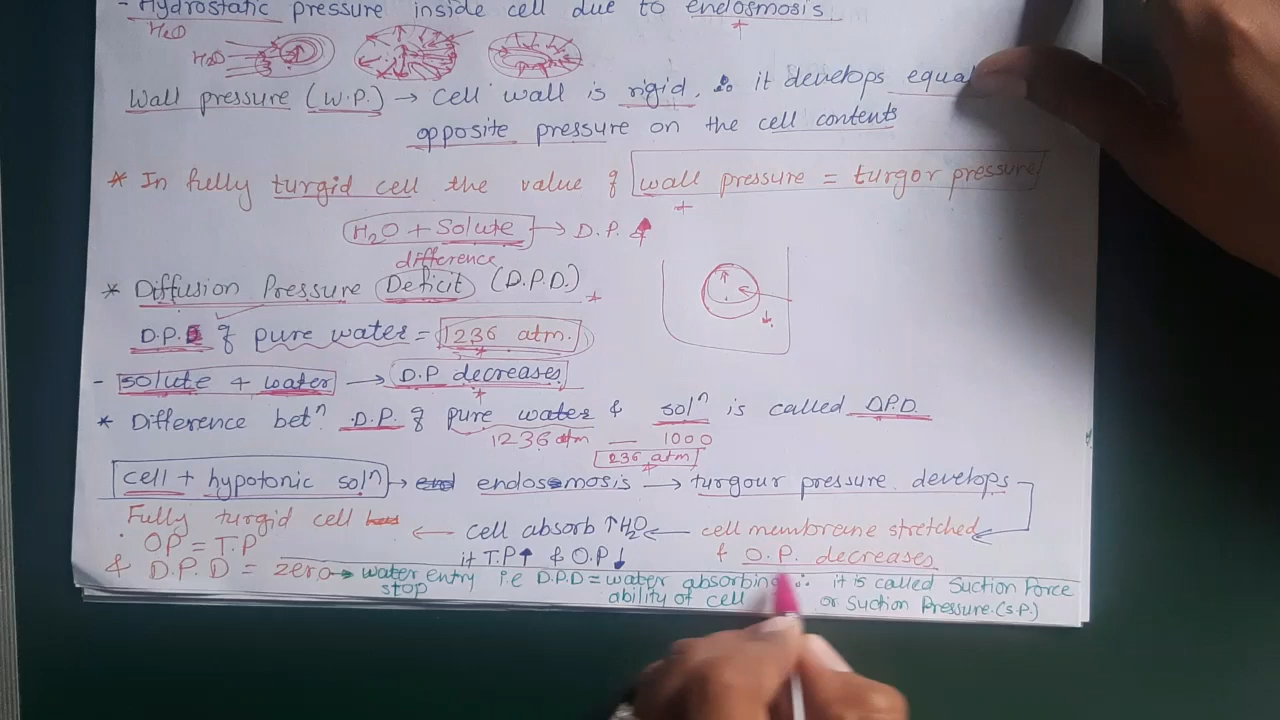 - Hydrostatic pressure inside cell due to endosmosis.
H2O
H2O
Wall pressure (W.P.) → cell wall is rigid, ∴ it develops equal
opposite pressure on the cell contents
* In fully turgid cell the value of wall pressure = turgor pressure
H2O + Solute → D.P. ↑
difference
* Diffusion Pressure Deficit (D.P.D.)
D.P. of pure water = 1236 atm.
- solute + water → D.P decreases
* Difference betn D.P. of pure water & soln is called D.P.D.
1236 atm — 1000
236 atm
cell + hypotonic soln → endosmosis → turgour pressure develops
Fully turgid cell ← cell absorb ↑ H2O ← cell membrane stretched
OP = T.P it T.P ↑ & O.P ↓ & O.P. decreases
& D.P.D = zero → water entry i.e D.P.D = water absorbing ∴ it is called Suction Force
stop ability of cell or Suction Pressure.(S.P.)